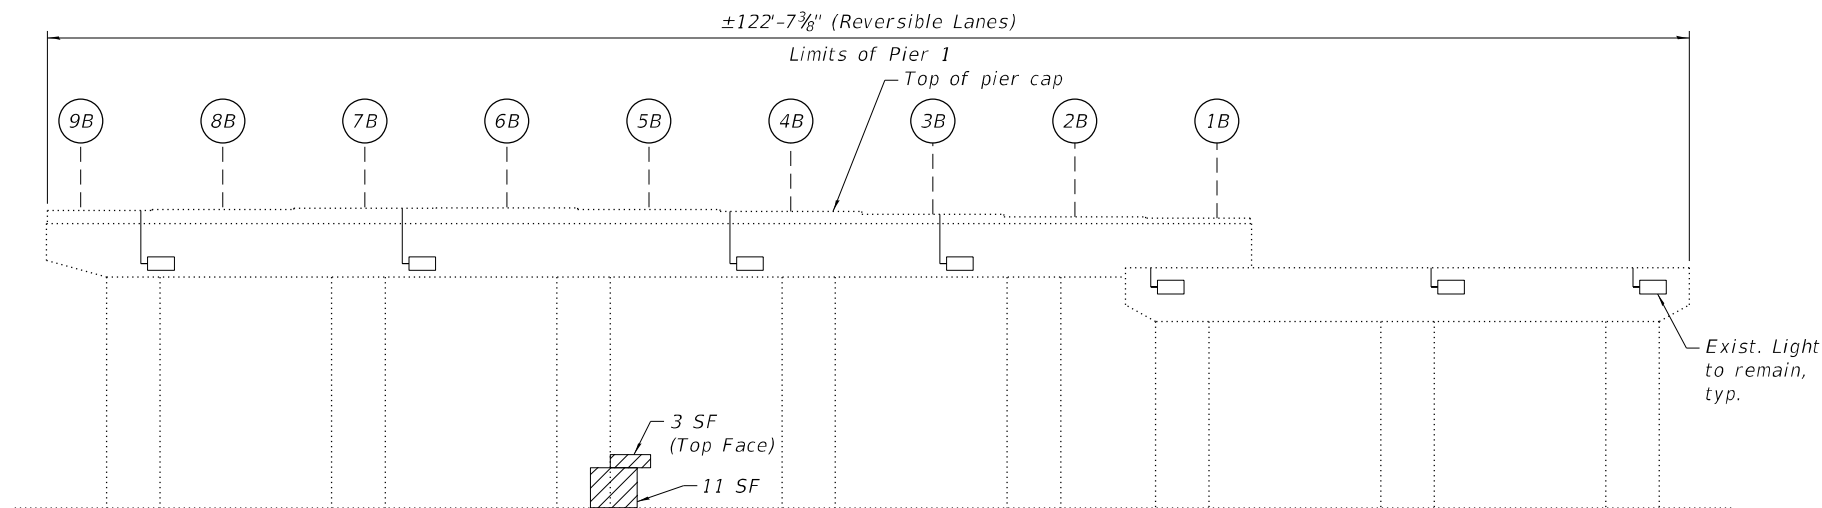 ±122'-7⅜" (Reversible Lanes)
Limits of Pier 1
Top of pier cap
9B
8B
7B
6B
5B
4B
3B
2B
1B
Exist. Light
to remain,
typ.
3 SF
(Top Face)
11 SF